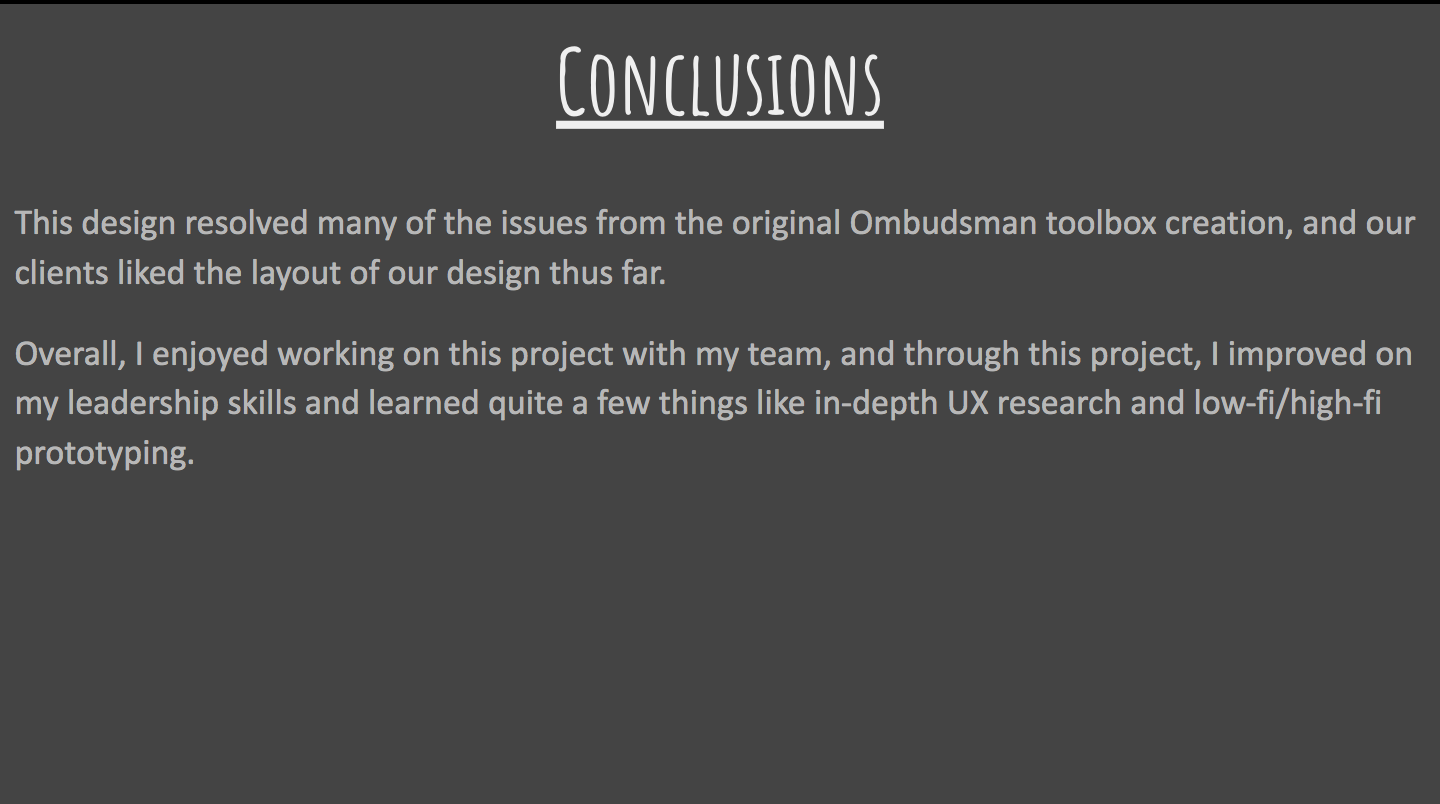 Conclusions
This design resolved many of the issues from the original Ombudsman toolbox creation, and our
clients liked the layout of our design thus far.
Overall, I enjoyed working on this project with my team, and through this project, I improved on
my leadership skills and learned quite a few things like in-depth UX research and low-fi/high-fi
prototyping.